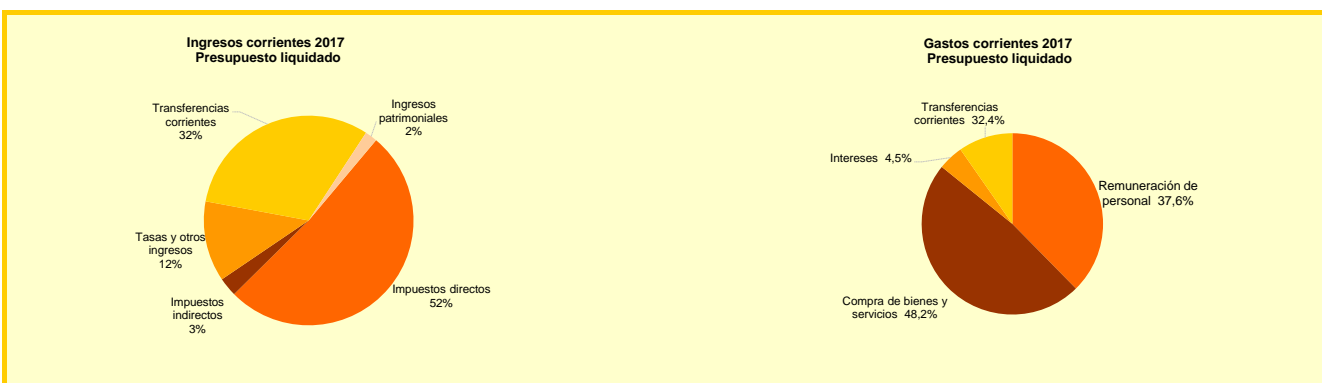 Ingresos corrientes 2017
Presupuesto liquidado
Transferencias
corrientes
32%
Ingresos
patrimoniales
2%
Tasas y otros
ingresos
12%
Impuestos
indirectos
3%
Impuestos directos
52%
Gastos corrientes 2017
Presupuesto liquidado
Transferencias
corrientes 32,4%
Intereses 4,5%
Remuneración de
personal 37,6%
Compra de bienes y
servicios 48,2%